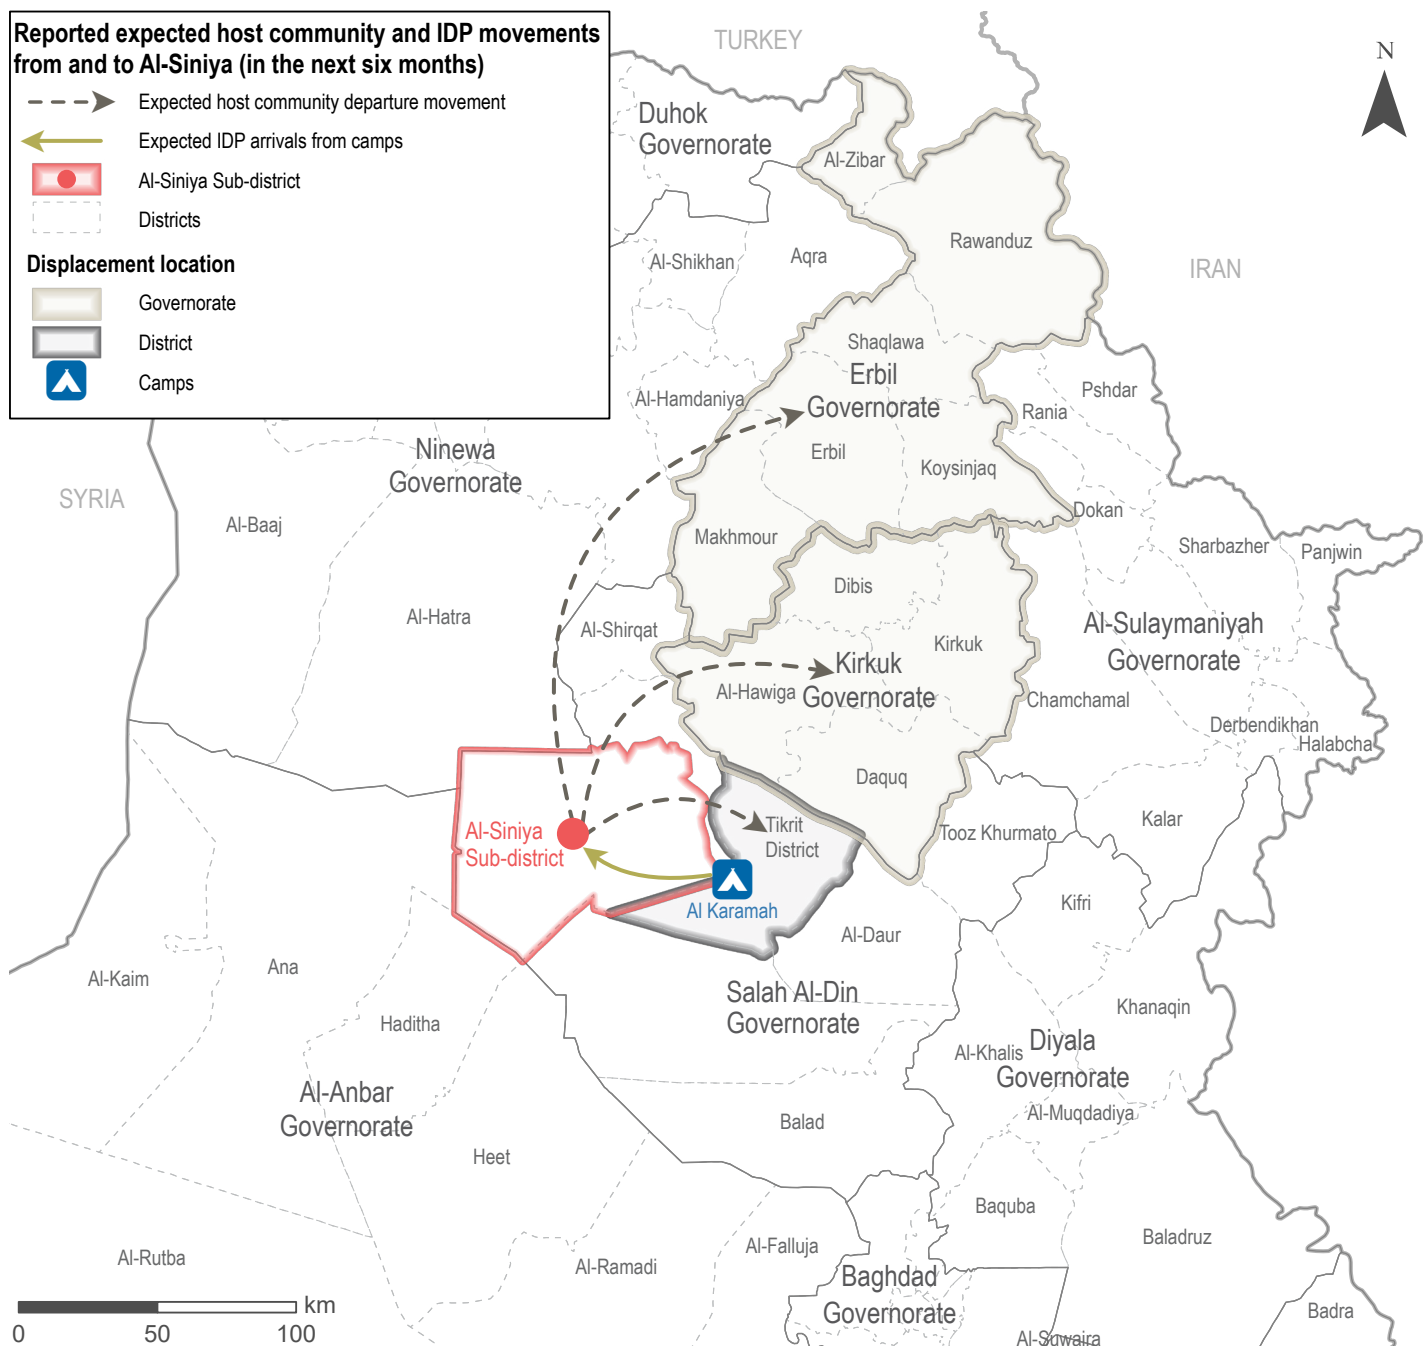 Reported expected host community and IDP movements
from and to Al-Siniya (in the next six months)
Expected host community departure movement
Expected IDP arrivals from camps
Al-Siniya Sub-district
Districts
Displacement location
Governorate
District
Camps
TURKEY
N
Duhok
Governorate
Al-Zibar
Rawanduz
IRAN
Al-Shikhan
Aqra
Shaqlawa
Erbil
Governorate
Al-Hamdaniya
Pshdar
Rania
Ninewa
Governorate
Erbil
Koysinjaq
SYRIA
Al-Baaj
Makhmour
Dokan
Sharbazher
Panjwin
Dibis
Al-Hatra
Al-Shirqat
Kirkuk
Al-Sulaymaniyah
Governorate
Kirkuk
Governorate
Al-Hawiga
Chamchamal
Derbendikhan
Halabcha
Daquq
Al-Siniya
Sub-district
Tikrit
District
Tooz Khurmato
Kalar
Al Karamah
Kifri
Al-Daur
Al-Kaim
Ana
Salah Al-Din
Governorate
Khanaqin
Haditha
Al-Khalis
Diyala
Governorate
Al-Anbar
Governorate
Al-Muqdadiya
Balad
Heet
Baquba
Baladruz
Al-Rutba
Al-Ramadi
Al-Falluja
Baghdad
Governorate
Badra
Al-Suwaira
km
0 50 100